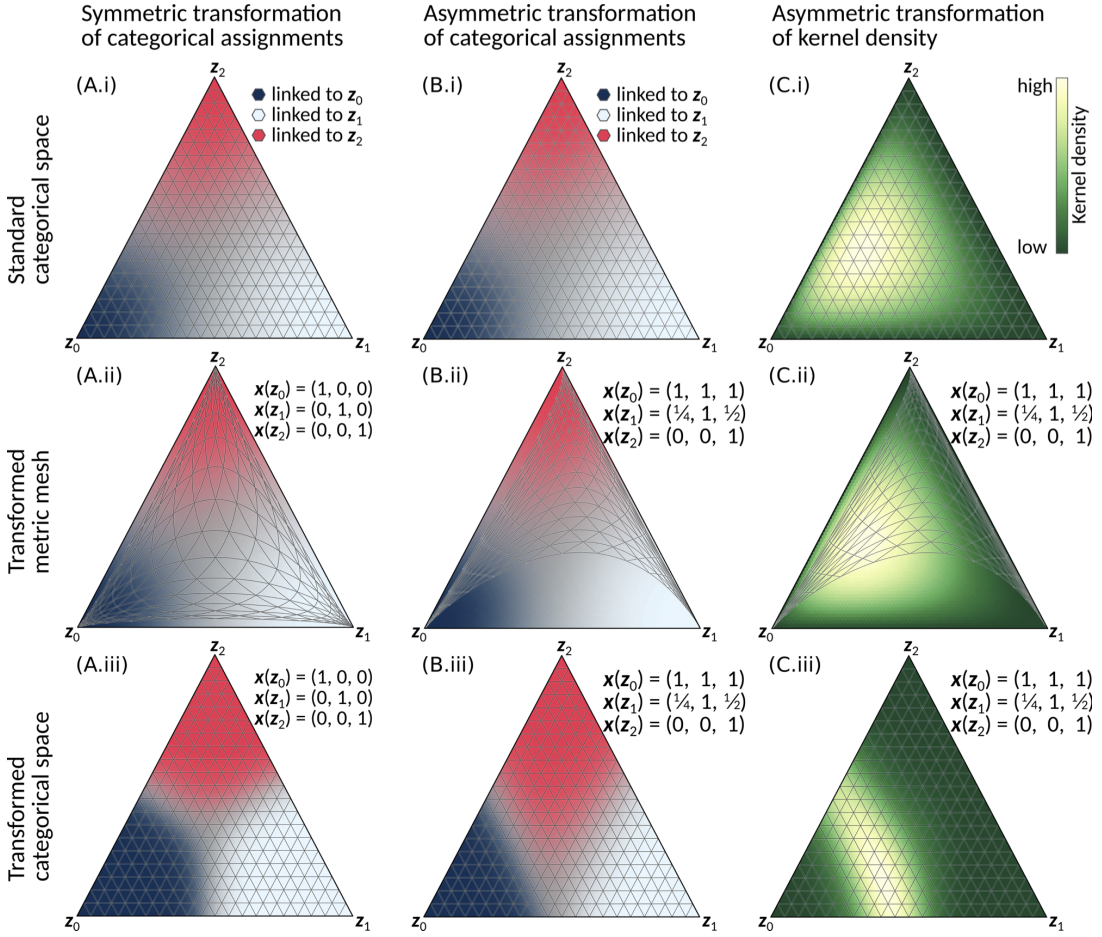 Symmetric transformation
of categorical assignments
Asymmetric transformation
of categorical assignments
Asymmetric transformation
of kernel density
Standard
categorical space
(A.i)
z₂
linked to z₀
linked to z₁
linked to z₂
z₀
z₁
(B.i)
z₂
linked to z₀
linked to z₁
linked to z₂
z₀
z₁
(C.i)
z₂
high
low
Kernel density
z₀
z₁
Transformed
metric mesh
(A.ii)
z₂
x(z₀) = (1, 0, 0)
x(z₁) = (0, 1, 0)
x(z₂) = (0, 0, 1)
z₀
z₁
(B.ii)
z₂
x(z₀) = (1, 1, 1)
x(z₁) = (¼, 1, ½)
x(z₂) = (0, 0, 1)
z₀
z₁
(C.ii)
z₂
x(z₀) = (1, 1, 1)
x(z₁) = (¼, 1, ½)
x(z₂) = (0, 0, 1)
z₀
z₁
Transformed
categorical space
(A.iii)
z₂
x(z₀) = (1, 0, 0)
x(z₁) = (0, 1, 0)
x(z₂) = (0, 0, 1)
z₀
z₁
(B.iii)
z₂
x(z₀) = (1, 1, 1)
x(z₁) = (¼, 1, ½)
x(z₂) = (0, 0, 1)
z₀
z₁
(C.iii)
z₂
x(z₀) = (1, 1, 1)
x(z₁) = (¼, 1, ½)
x(z₂) = (0, 0, 1)
z₀
z₁